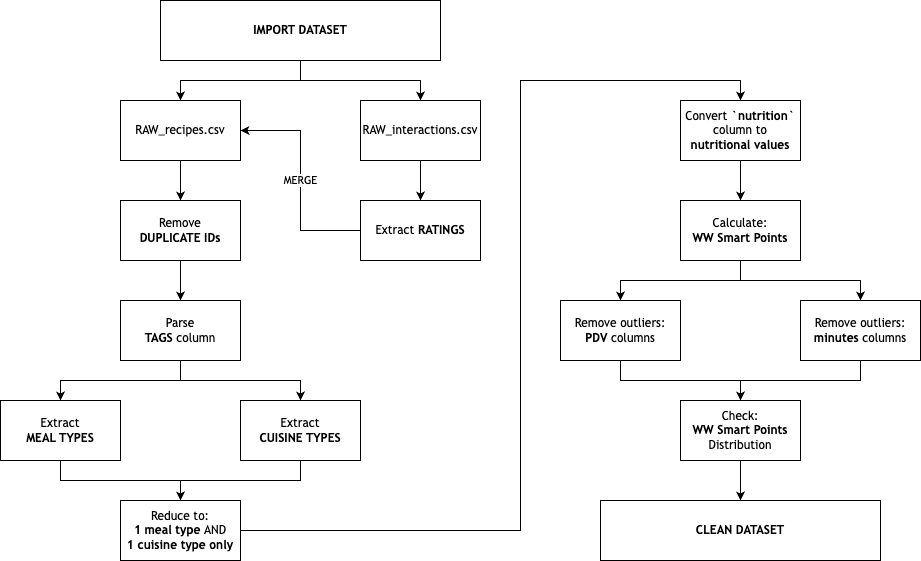 IMPORT DATASET
RAW_recipes.csv
RAW_interactions.csv
MERGE
Remove
DUPLICATE IDs
Extract RATINGS
Parse
TAGS column
Extract
MEAL TYPES
Extract
CUISINE TYPES
Reduce to:
1 meal type AND
1 cuisine type only
Convert `nutrition`
column to
nutritional values
Calculate:
WW Smart Points
Remove outliers:
PDV columns
Remove outliers:
minutes columns
Check:
WW Smart Points
Distribution
CLEAN DATASET